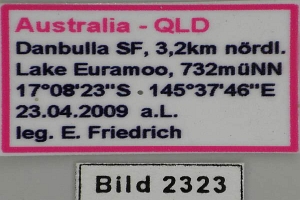 Australia - QLD
Danbulla SF, 3,2km nördl.
Lake Euramoo, 732müNN
17°08'23"S · 145°37'46"E
23.04.2009 a.L.
leg. E. Friedrich
Bild 2323